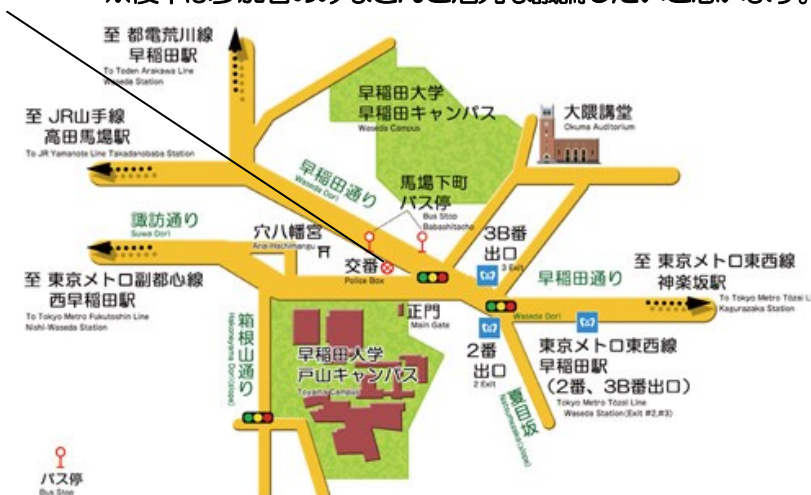 至 都電荒川線
早稲田駅
To Toden Arakawa Line
Waseda Station
至 JR山手線
高田馬場駅
To JR Yamanote Line Takadanobaba Station
早稲田大学
早稲田キャンパス
Waseda Campus
大隈講堂
Okuma Auditorium
早稲田通り
Waseda Dori
馬場下町
バス停
Bus Stop
Babashitacho
諏訪通り
Suwa Dori
穴八幡宮
Ana-Hachimangu
交番
Police Box
3B番
出口
3 Exit
早稲田通り
Waseda Dori
至 東京メトロ東西線
神楽坂駅
To Tokyo Metro Tōzai Li
Kagurazaka Station
至 東京メトロ副都心線
西早稲田駅
To Tokyo Metro Fukutoshin Line
Nishi-Waseda Station
箱根山通り
Hakoneyama Dori(slope)
正門
Main Gate
早稲田大学
戸山キャンパス
Toyama Campus
2番
出口
2 Exit
夏目坂
Natsumezaka(slope)
東京メトロ東西線
早稲田駅
(2番、3B番出口)
Tokyo Metro Tōzai Line
Waseda Station(Exit #2,#3)
バス停
Bus Stop